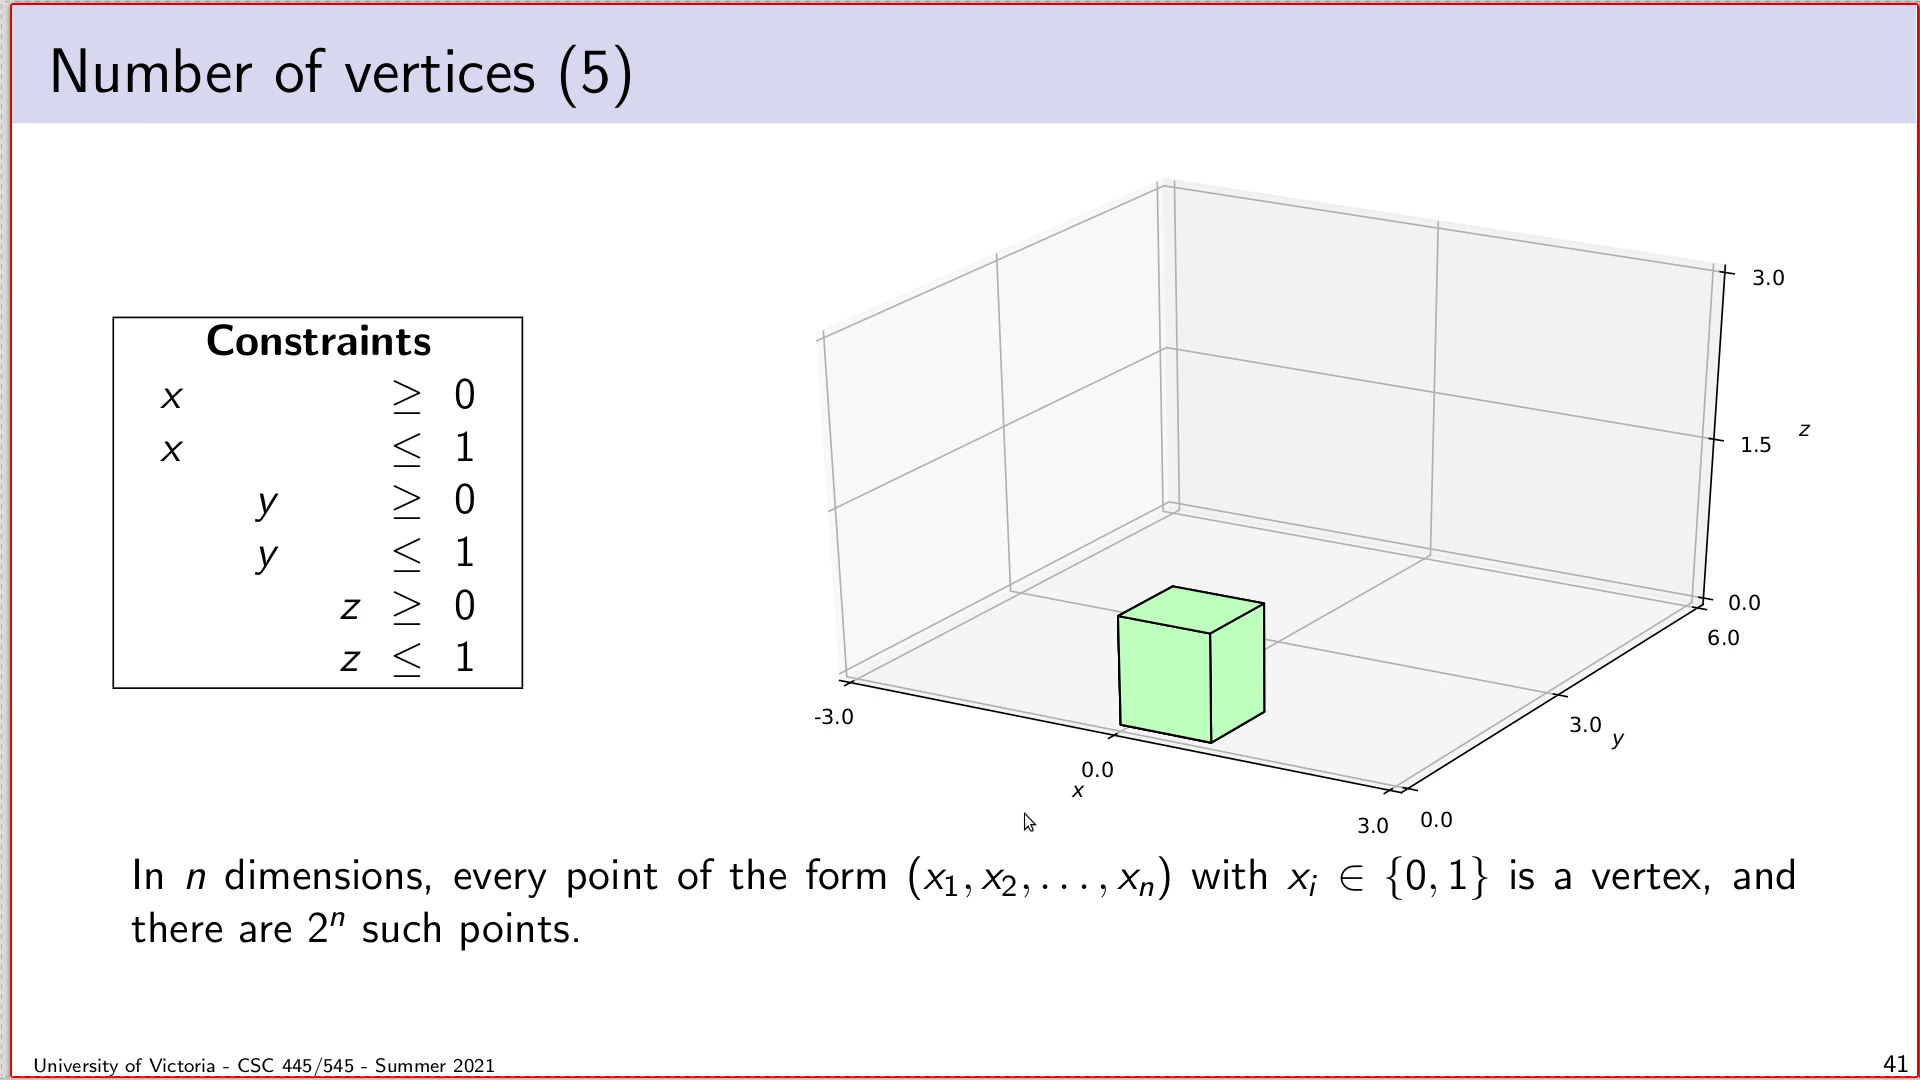 Number of vertices (5)
Constraints
x ≥ 0
x ≤ 1
y ≥ 0
y ≤ 1
z ≥ 0
z ≤ 1
3.0
1.5
z
0.0
6.0
3.0
y
-3.0
0.0
x
3.0
0.0
In n dimensions, every point of the form (x₁, x₂, . . . , xₙ) with xᵢ ∈ {0, 1} is a vertex, and
there are 2ⁿ such points.
University of Victoria - CSC 445/545 - Summer 2021
41